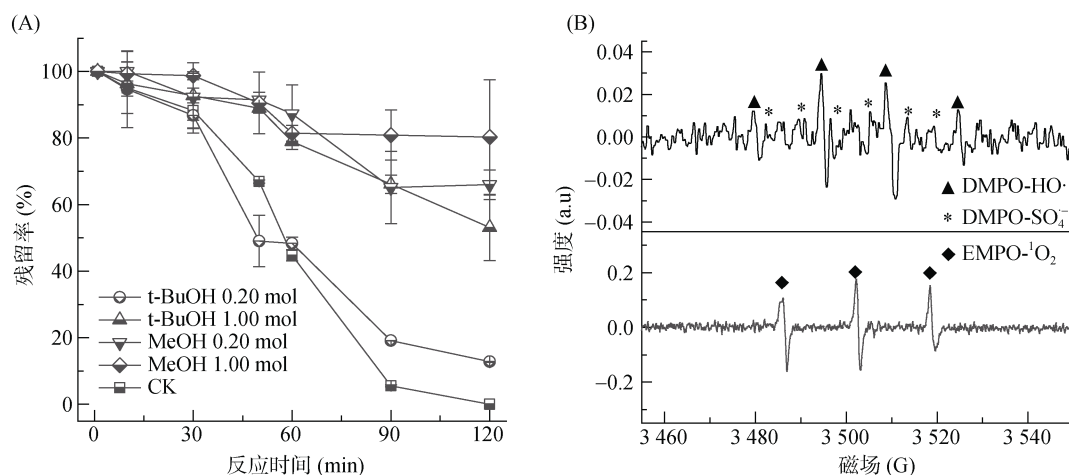 (A)
100
80
60
40
20
0
残留率 (%)
t-BuOH 0.20 mol
t-BuOH 1.00 mol
MeOH 0.20 mol
MeOH 1.00 mol
CK
0 30 60 90 120
反应时间 (min)
(B)
0.04
0.02
0.00
−0.02
−0.04
▲ DMPO-HO·
* DMPO-SO₄·⁻
◆ EMPO-¹O₂
0.2
0.0
−0.2
强度 (a.u)
3 460 3 480 3 500 3 520 3 540
磁场 (G)